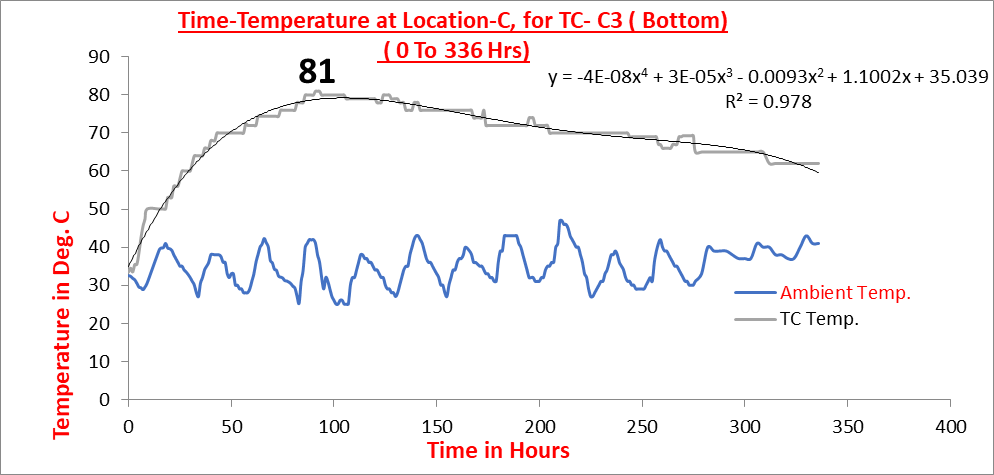 Time-Temperature at Location-C, for TC- C3 ( Bottom)
( 0 To 336 Hrs)
81
y = -4E-08x⁴ + 3E-05x³ - 0.0093x² + 1.1002x + 35.039
R² = 0.978
Temperature in Deg. C
90
80
70
60
50
40
30
20
10
0
Ambient Temp.
TC Temp.
0 50 100 150 200 250 300 350 400
Time in Hours